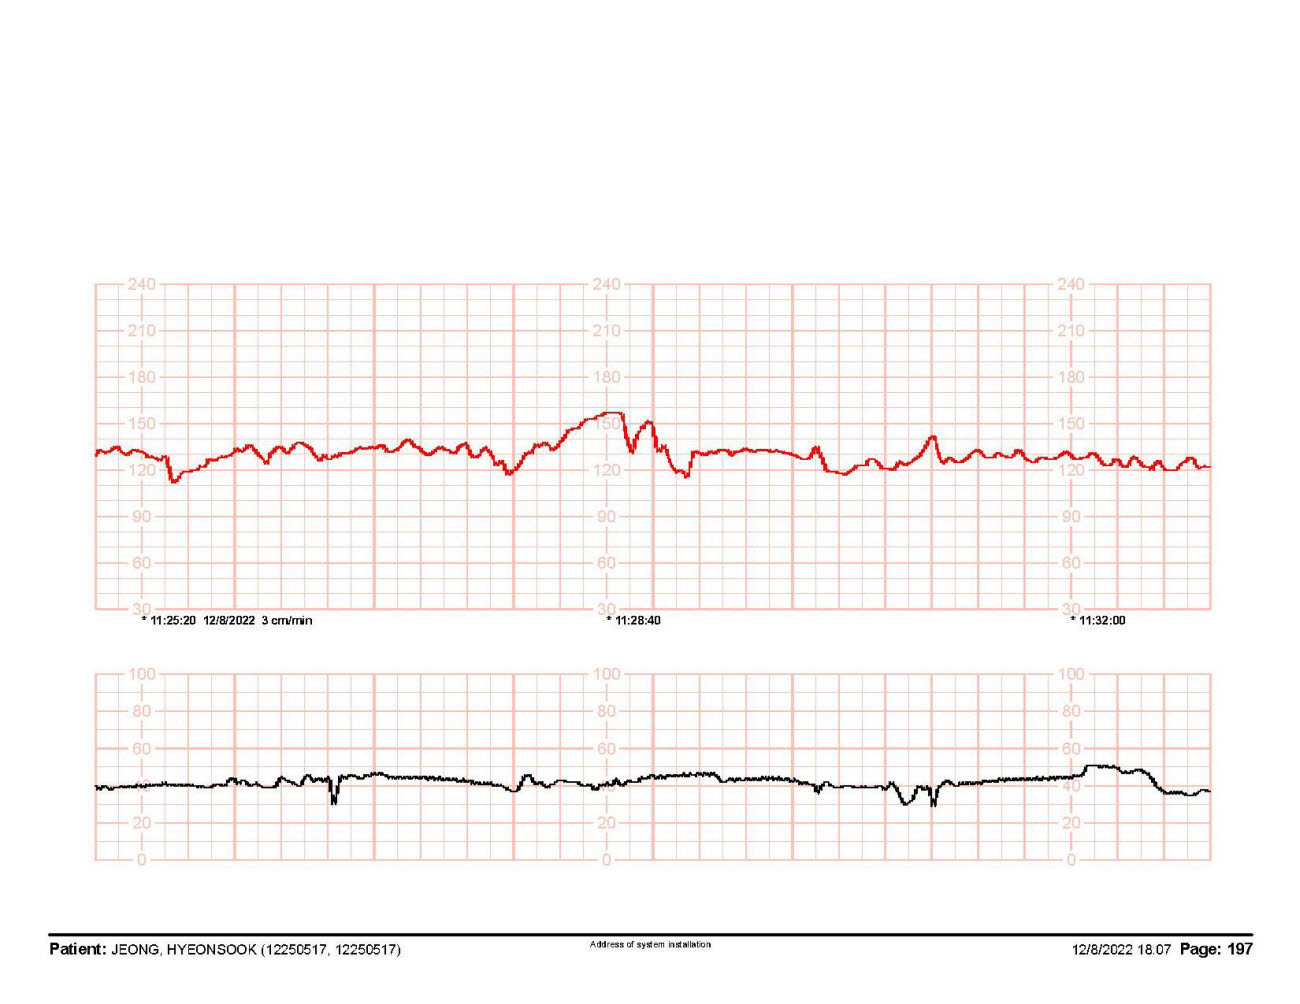 240 240 240
210 210 210
180 180 180
150 150 150
120 120 120
90 90 90
60 60 60
30 30 30
* 11:25:20 12/8/2022 3 cm/min * 11:28:40 * 11:32:00
100 100 100
80 80 80
60 60 60
40 40 40
20 20 20
0 0 0
Patient: JEONG, HYEONSOOK (12250517, 12250517) Address of system installation 12/8/2022 18:07 Page: 197